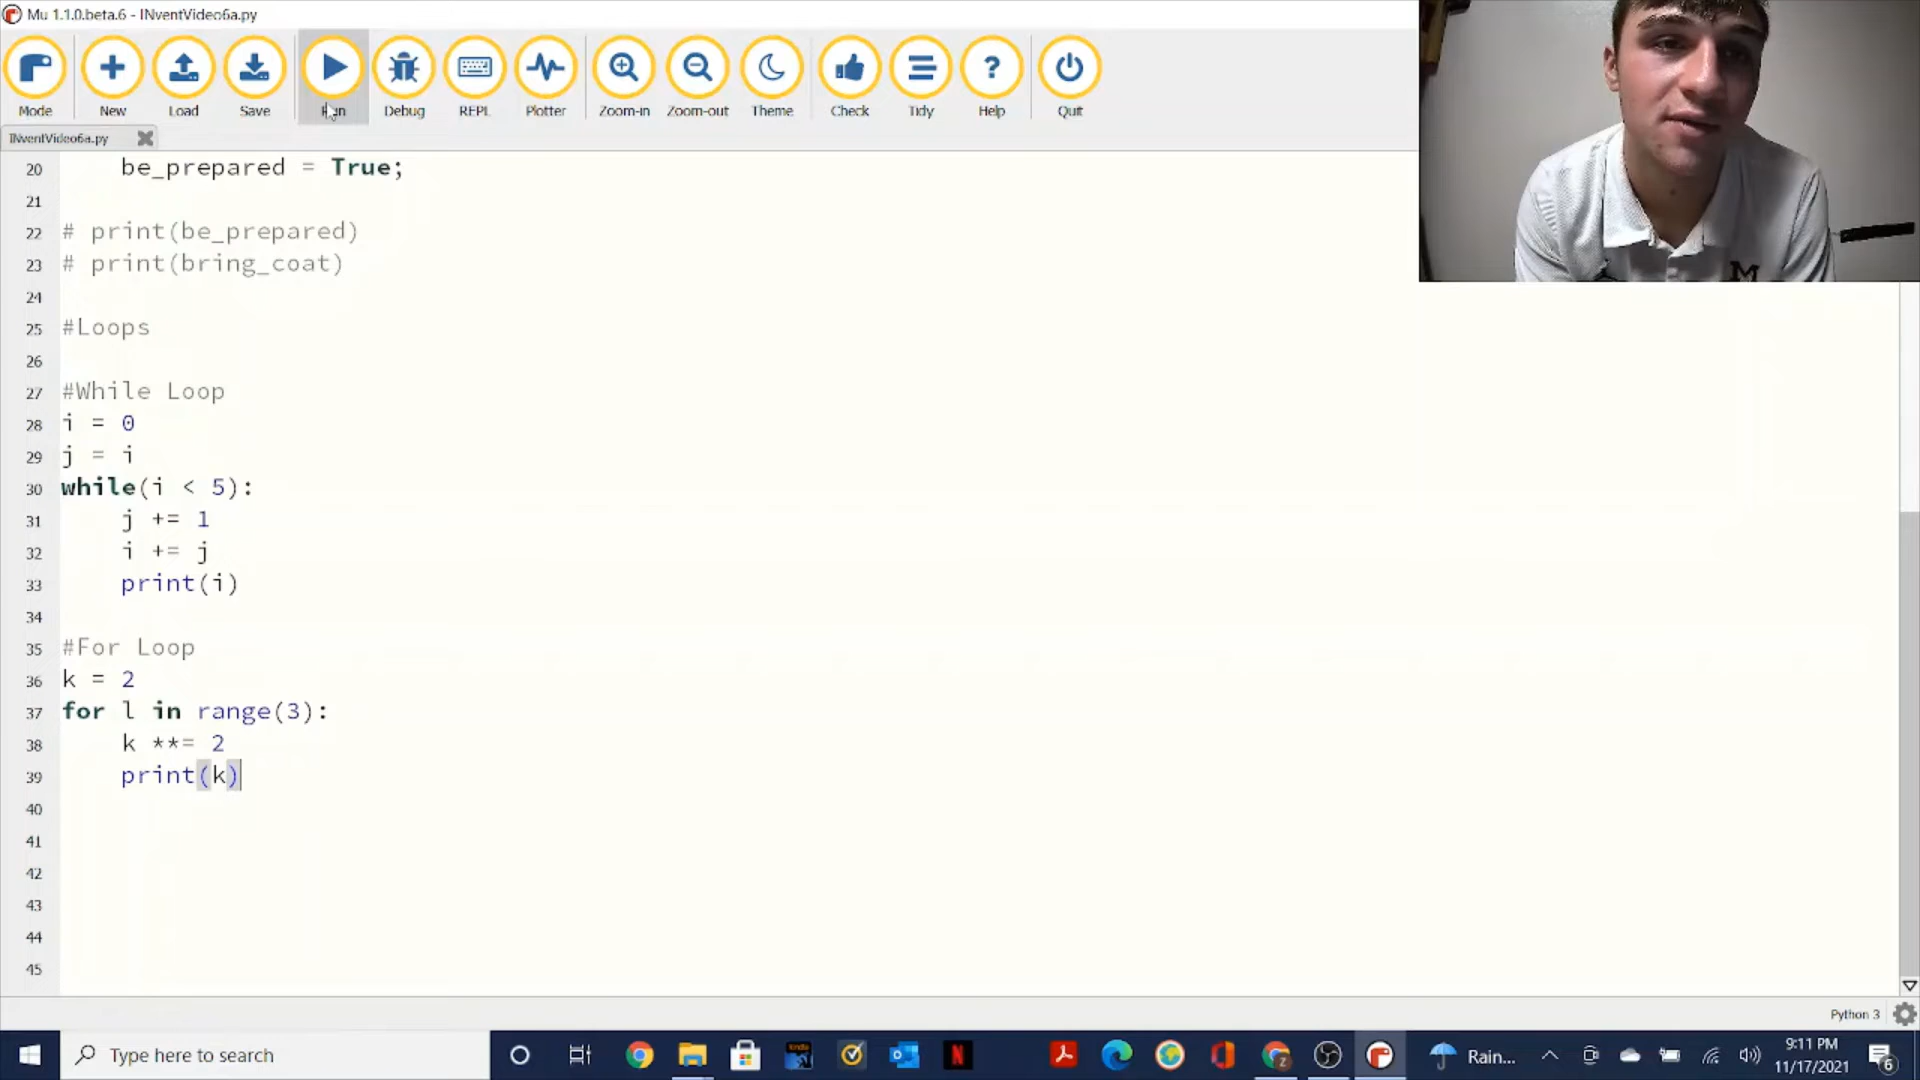 Mu 1.1.0.beta.6 - INventVideo6a.py
Mode New Load Save Run Debug REPL Plotter Zoom-in Zoom-out Theme Check Tidy Help Quit
INventVideo6a.py
20 be_prepared = True;
21
22 # print(be_prepared)
23 # print(bring_coat)
24
25 #Loops
26
27 #While Loop
28 i = 0
29 j = i
30 while(i < 5):
31 j += 1
32 i += j
33 print(i)
34
35 #For Loop
36 k = 2
37 for l in range(3):
38 k **= 2
39 print(k)
40
41
42
43
44
45
M
Python 3
Type here to search
Rain...
9:11 PM
11/17/2021
6